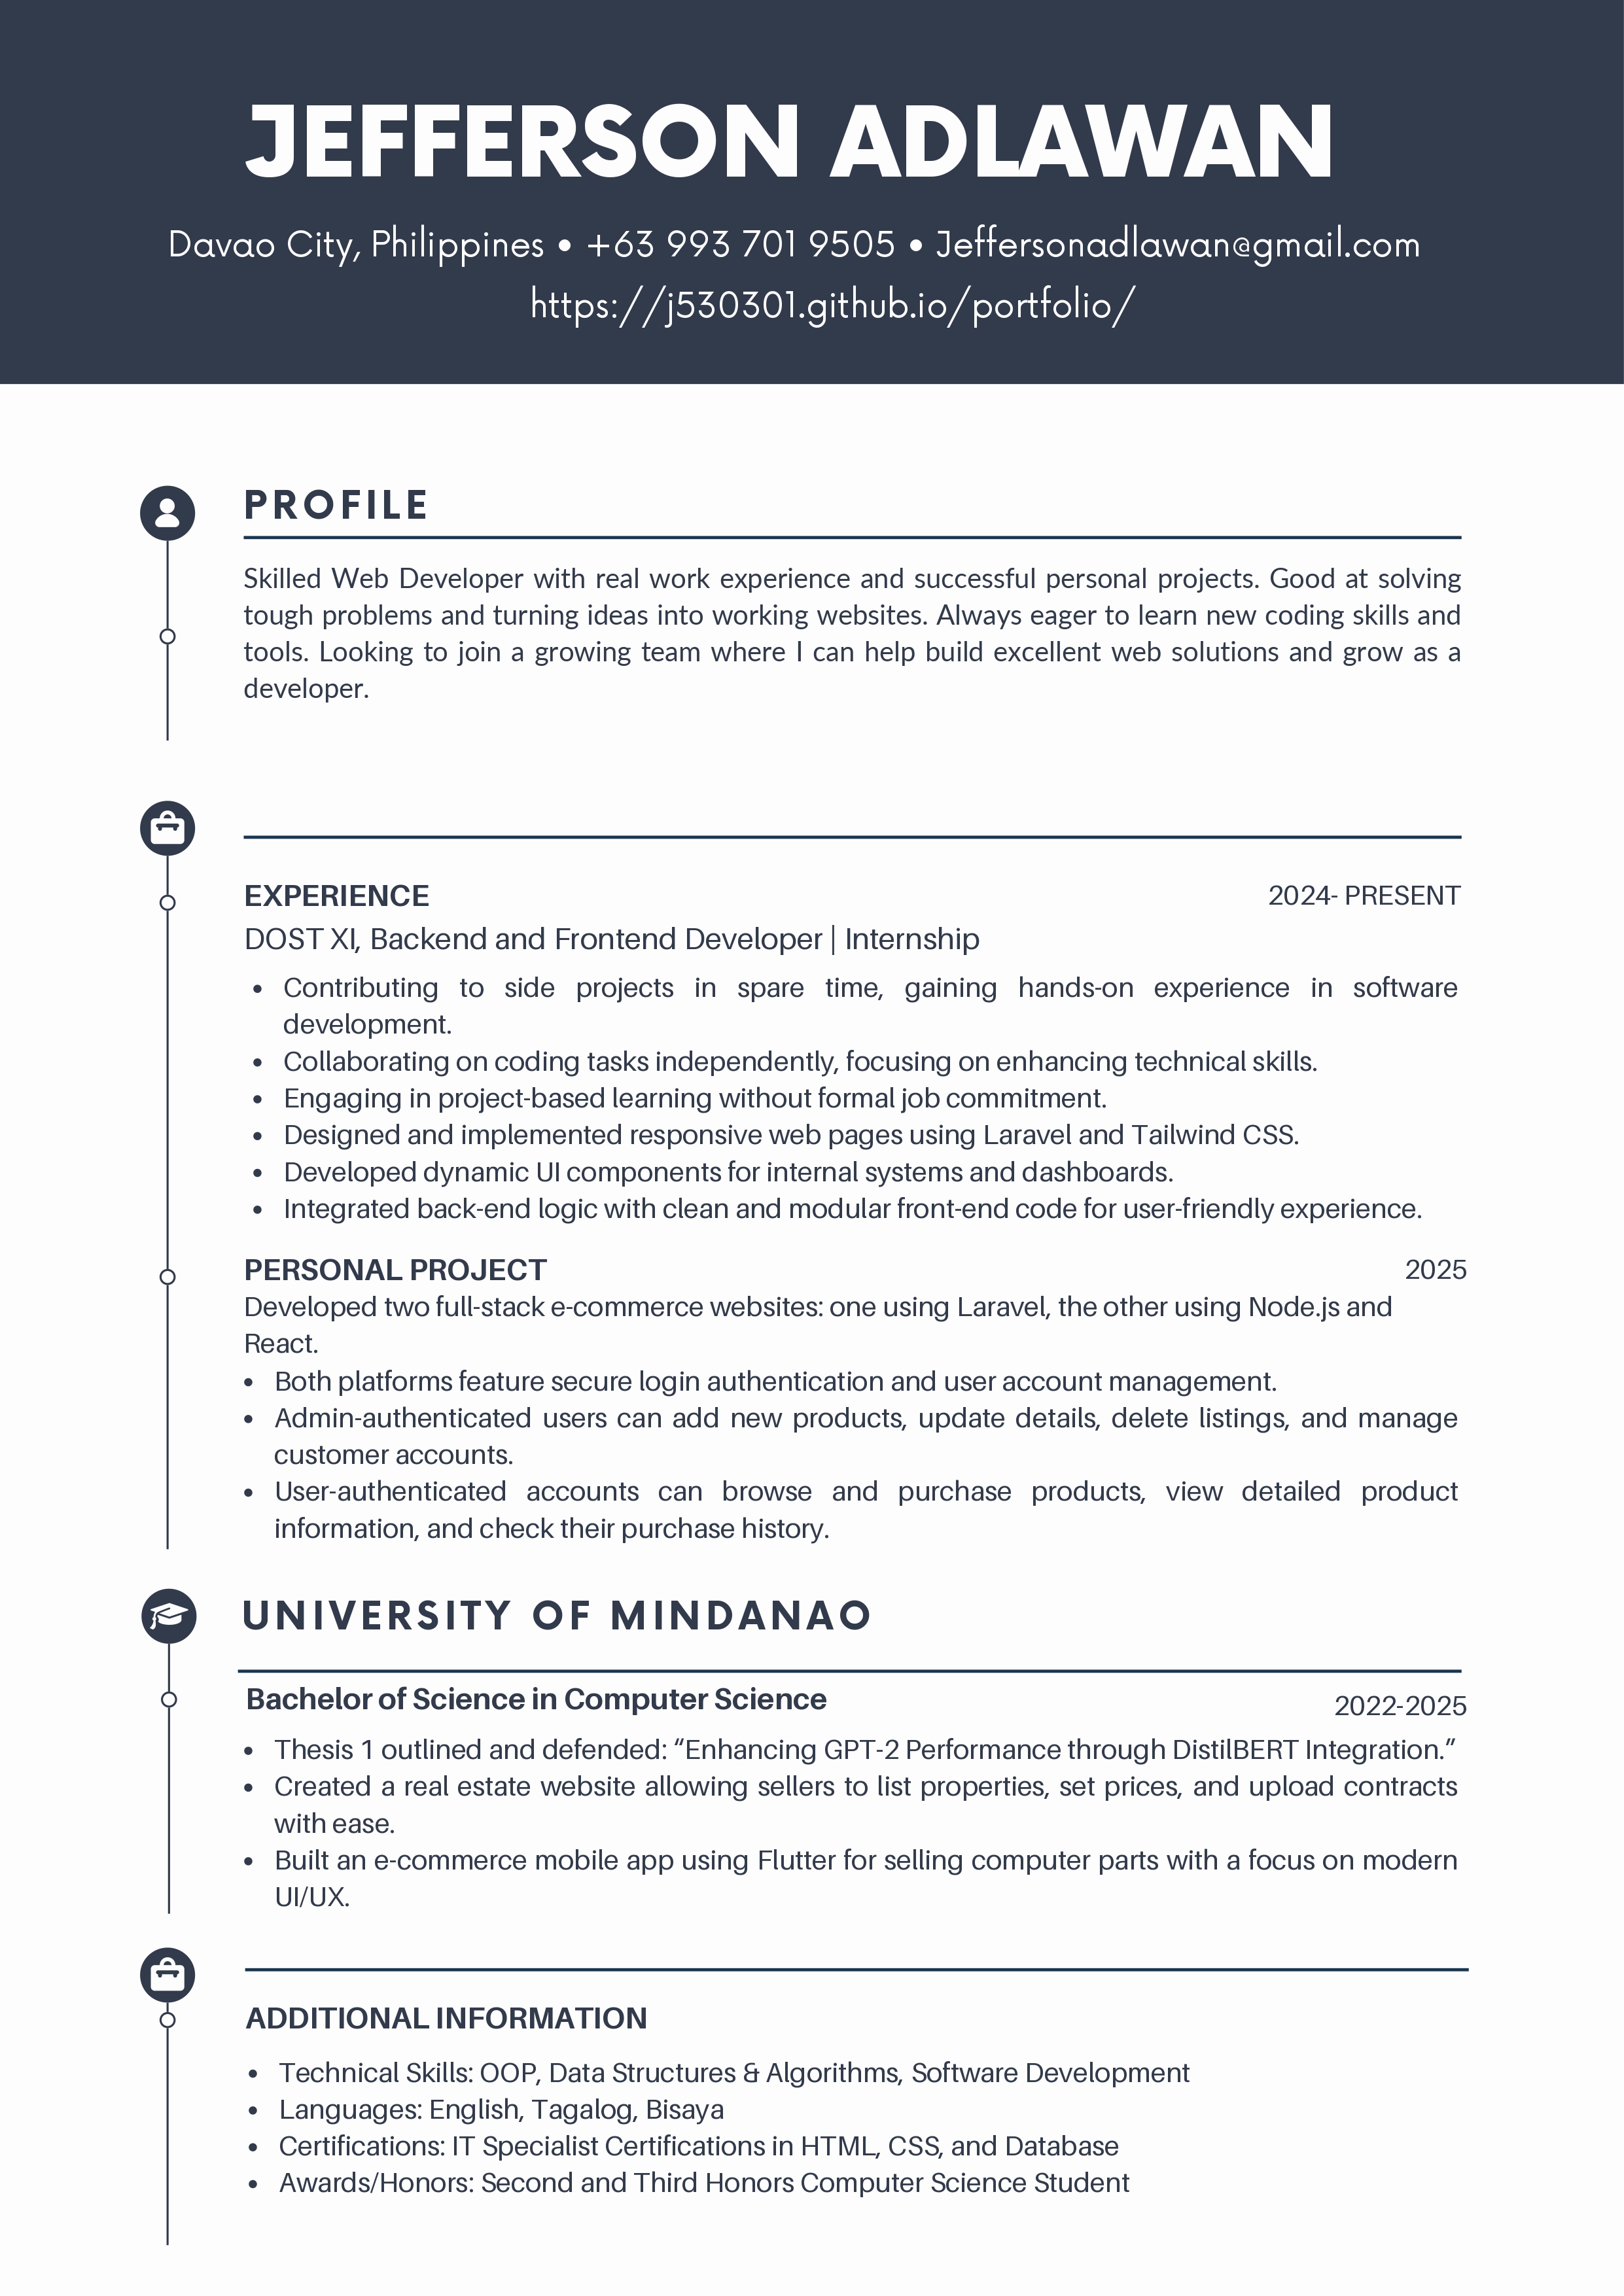 JEFFERSON ADLAWAN
Davao City, Philippines • +63 993 701 9505 • Jeffersonadlawan@gmail.com
https://j530301.github.io/portfolio/
PROFILE
Skilled Web Developer with real work experience and successful personal projects. Good at solving
tough problems and turning ideas into working websites. Always eager to learn new coding skills and
tools. Looking to join a growing team where I can help build excellent web solutions and grow as a
developer.
EXPERIENCE 2024- PRESENT
DOST XI, Backend and Frontend Developer | Internship
• Contributing to side projects in spare time, gaining hands-on experience in software
development.
• Collaborating on coding tasks independently, focusing on enhancing technical skills.
• Engaging in project-based learning without formal job commitment.
• Designed and implemented responsive web pages using Laravel and Tailwind CSS.
• Developed dynamic UI components for internal systems and dashboards.
• Integrated back-end logic with clean and modular front-end code for user-friendly experience.
PERSONAL PROJECT 2025
Developed two full-stack e-commerce websites: one using Laravel, the other using Node.js and
React.
• Both platforms feature secure login authentication and user account management.
• Admin-authenticated users can add new products, update details, delete listings, and manage
customer accounts.
• User-authenticated accounts can browse and purchase products, view detailed product
information, and check their purchase history.
UNIVERSITY OF MINDANAO
Bachelor of Science in Computer Science 2022-2025
• Thesis 1 outlined and defended: “Enhancing GPT-2 Performance through DistilBERT Integration.”
• Created a real estate website allowing sellers to list properties, set prices, and upload contracts
with ease.
• Built an e-commerce mobile app using Flutter for selling computer parts with a focus on modern
UI/UX.
ADDITIONAL INFORMATION
• Technical Skills: OOP, Data Structures & Algorithms, Software Development
• Languages: English, Tagalog, Bisaya
• Certifications: IT Specialist Certifications in HTML, CSS, and Database
• Awards/Honors: Second and Third Honors Computer Science Student